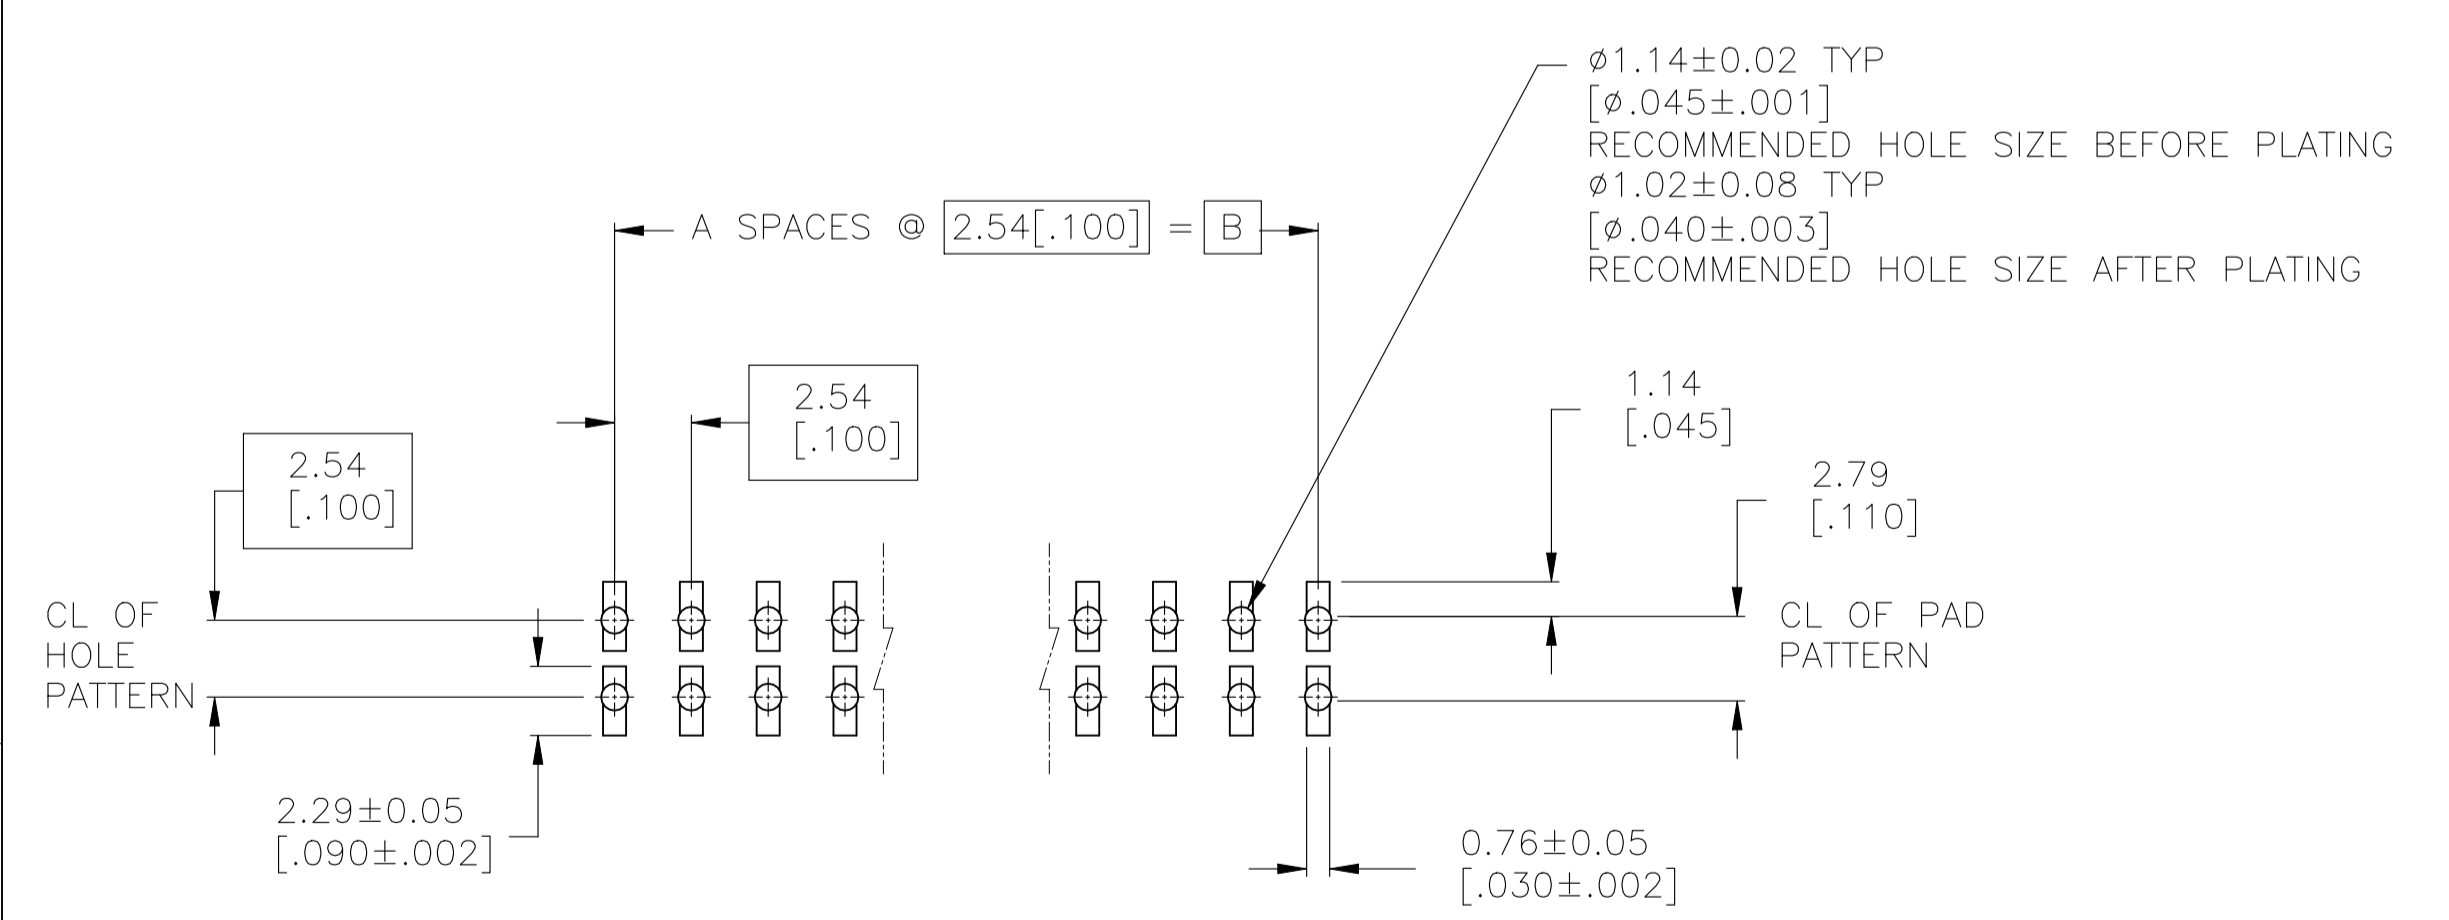 ø1.14±0.02 TYP
[ø.045±.001]
RECOMMENDED HOLE SIZE BEFORE PLATING
ø1.02±0.08 TYP
[ø.040±.003]
RECOMMENDED HOLE SIZE AFTER PLATING
A SPACES @ 2.54[.100] = B
2.54
[.100]
2.54
[.100]
1.14
[.045]
2.79
[.110]
CL OF
HOLE
PATTERN
CL OF PAD
PATTERN
2.29±0.05
[.090±.002]
0.76±0.05
[.030±.002]